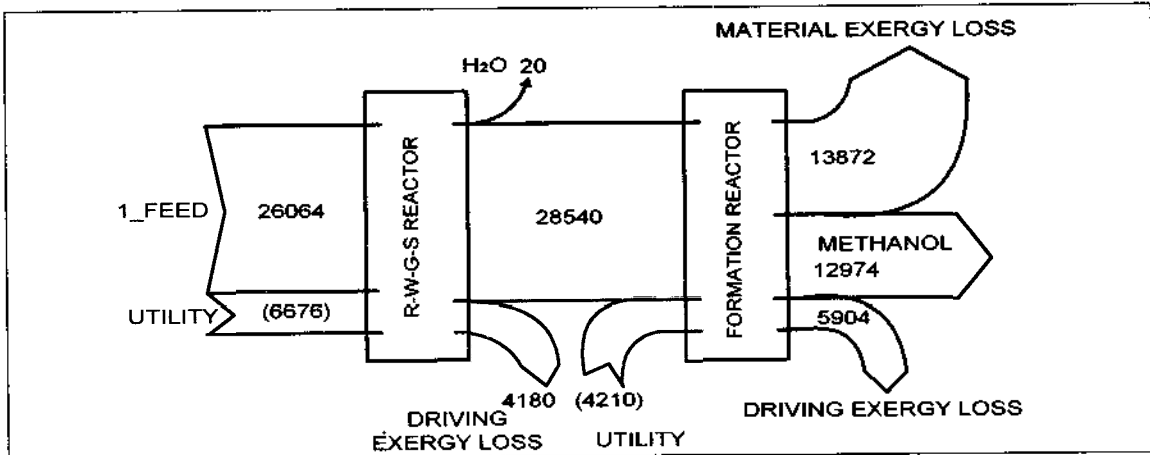 MATERIAL EXERGY LOSS
H₂O 20
R-W-G-S REACTOR
FORMATION REACTOR
13872
1_FEED
26064
28540
METHANOL
12974
UTILITY
(6676)
5904
4180
(4210)
DRIVING
EXERGY LOSS
UTILITY
DRIVING EXERGY LOSS